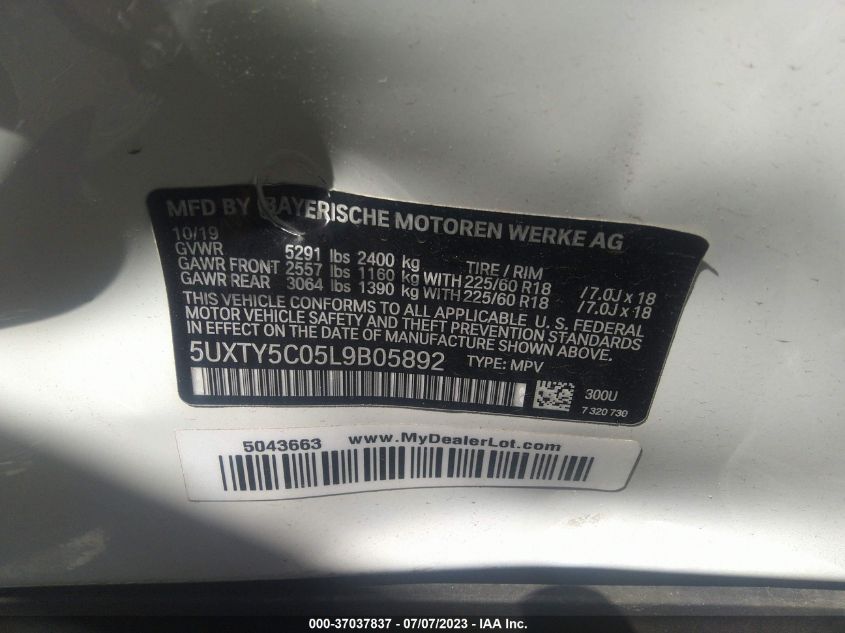 MFD BY BAYERISCHE MOTOREN WERKE AG
10/19
GVWR 5291 lbs 2400 kg TIRE / RIM
GAWR FRONT 2557 lbs 1160 kg WITH 225/60 R18 / 7.0J x 18
GAWR REAR 3064 lbs 1390 kg WITH 225/60 R18 / 7.0J x 18
THIS VEHICLE CONFORMS TO ALL APPLICABLE U. S. FEDERAL
MOTOR VEHICLE SAFETY AND THEFT PREVENTION STANDARDS
IN EFFECT ON THE DATE OF MANUFACTURE SHOWN ABOVE.
5UXTY5C05L9B05892 TYPE: MPV
300U
7 320 730
5043663 www.MyDealerLot.com
000-37037837 - 07/07/2023 - IAA Inc.